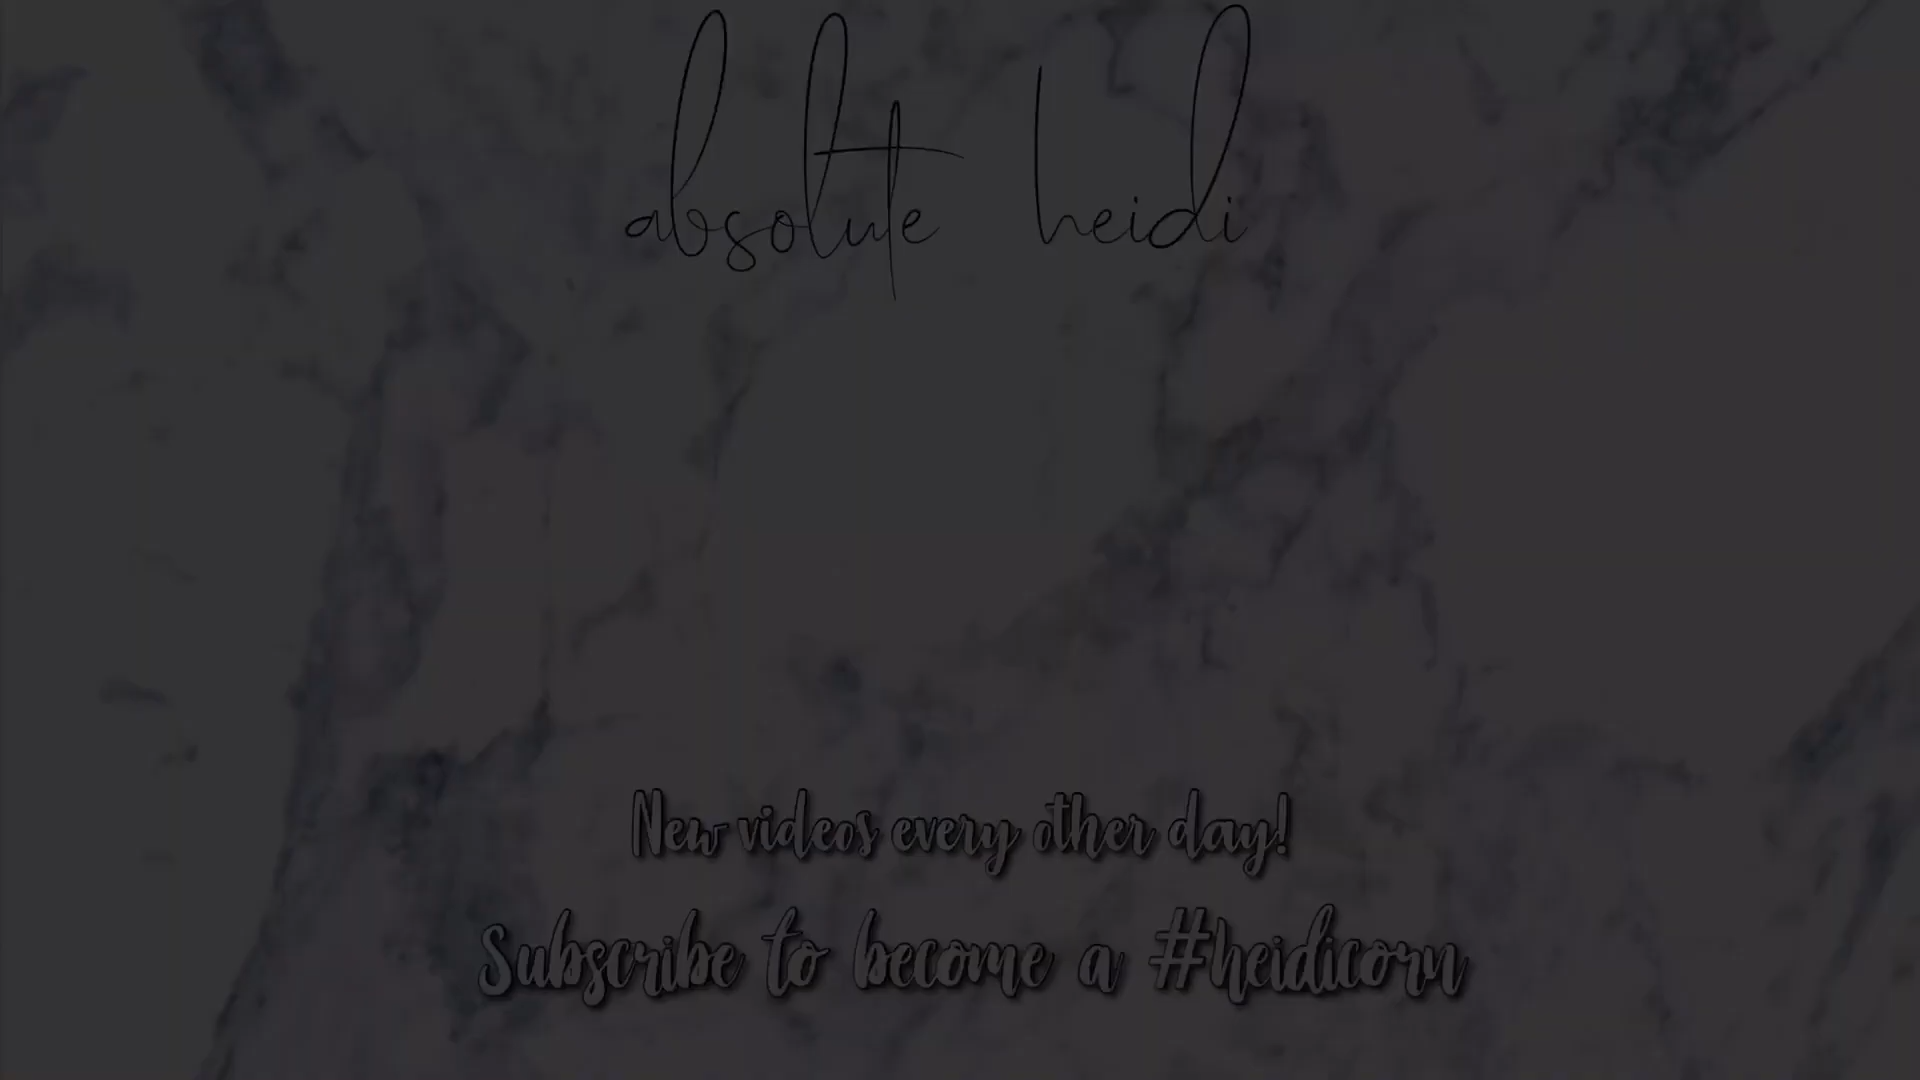 absolute heidi
New videos every other day!
Subscribe to become a #heidicorn